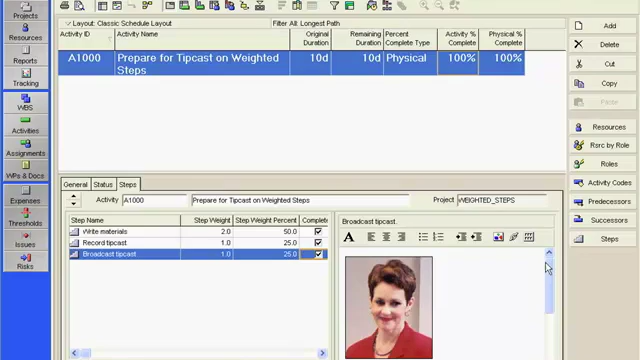 Projects
Resources
Reports
Tracking
WBS
Activities
Assignments
WPs & Docs
Expenses
Thresholds
Issues
Risks
Layout: Classic Schedule Layout
Filter All: Longest Path
Activity ID
Activity Name
Original Duration
Remaining Duration
Percent Complete Type
Activity % Complete
Physical % Complete
A1000
Prepare for Tipcast on Weighted
Steps
10d
10d
Physical
100%
100%
General
Status
Steps
Activity
A1000
Prepare for Tipcast on Weighted Steps
Project
WEIGHTED_STEPS
Step Name
Step Weight
Step Weight Percent
Complete
Write materials
2.0
50.0
Record tipcast
1.0
25.0
Broadcast tipcast
1.0
25.0
Broadcast tipcast.
A
Add
Delete
Cut
Copy
Paste
Resources
Rsrc by Role
Roles
Activity Codes
Predecessors
Successors
Steps